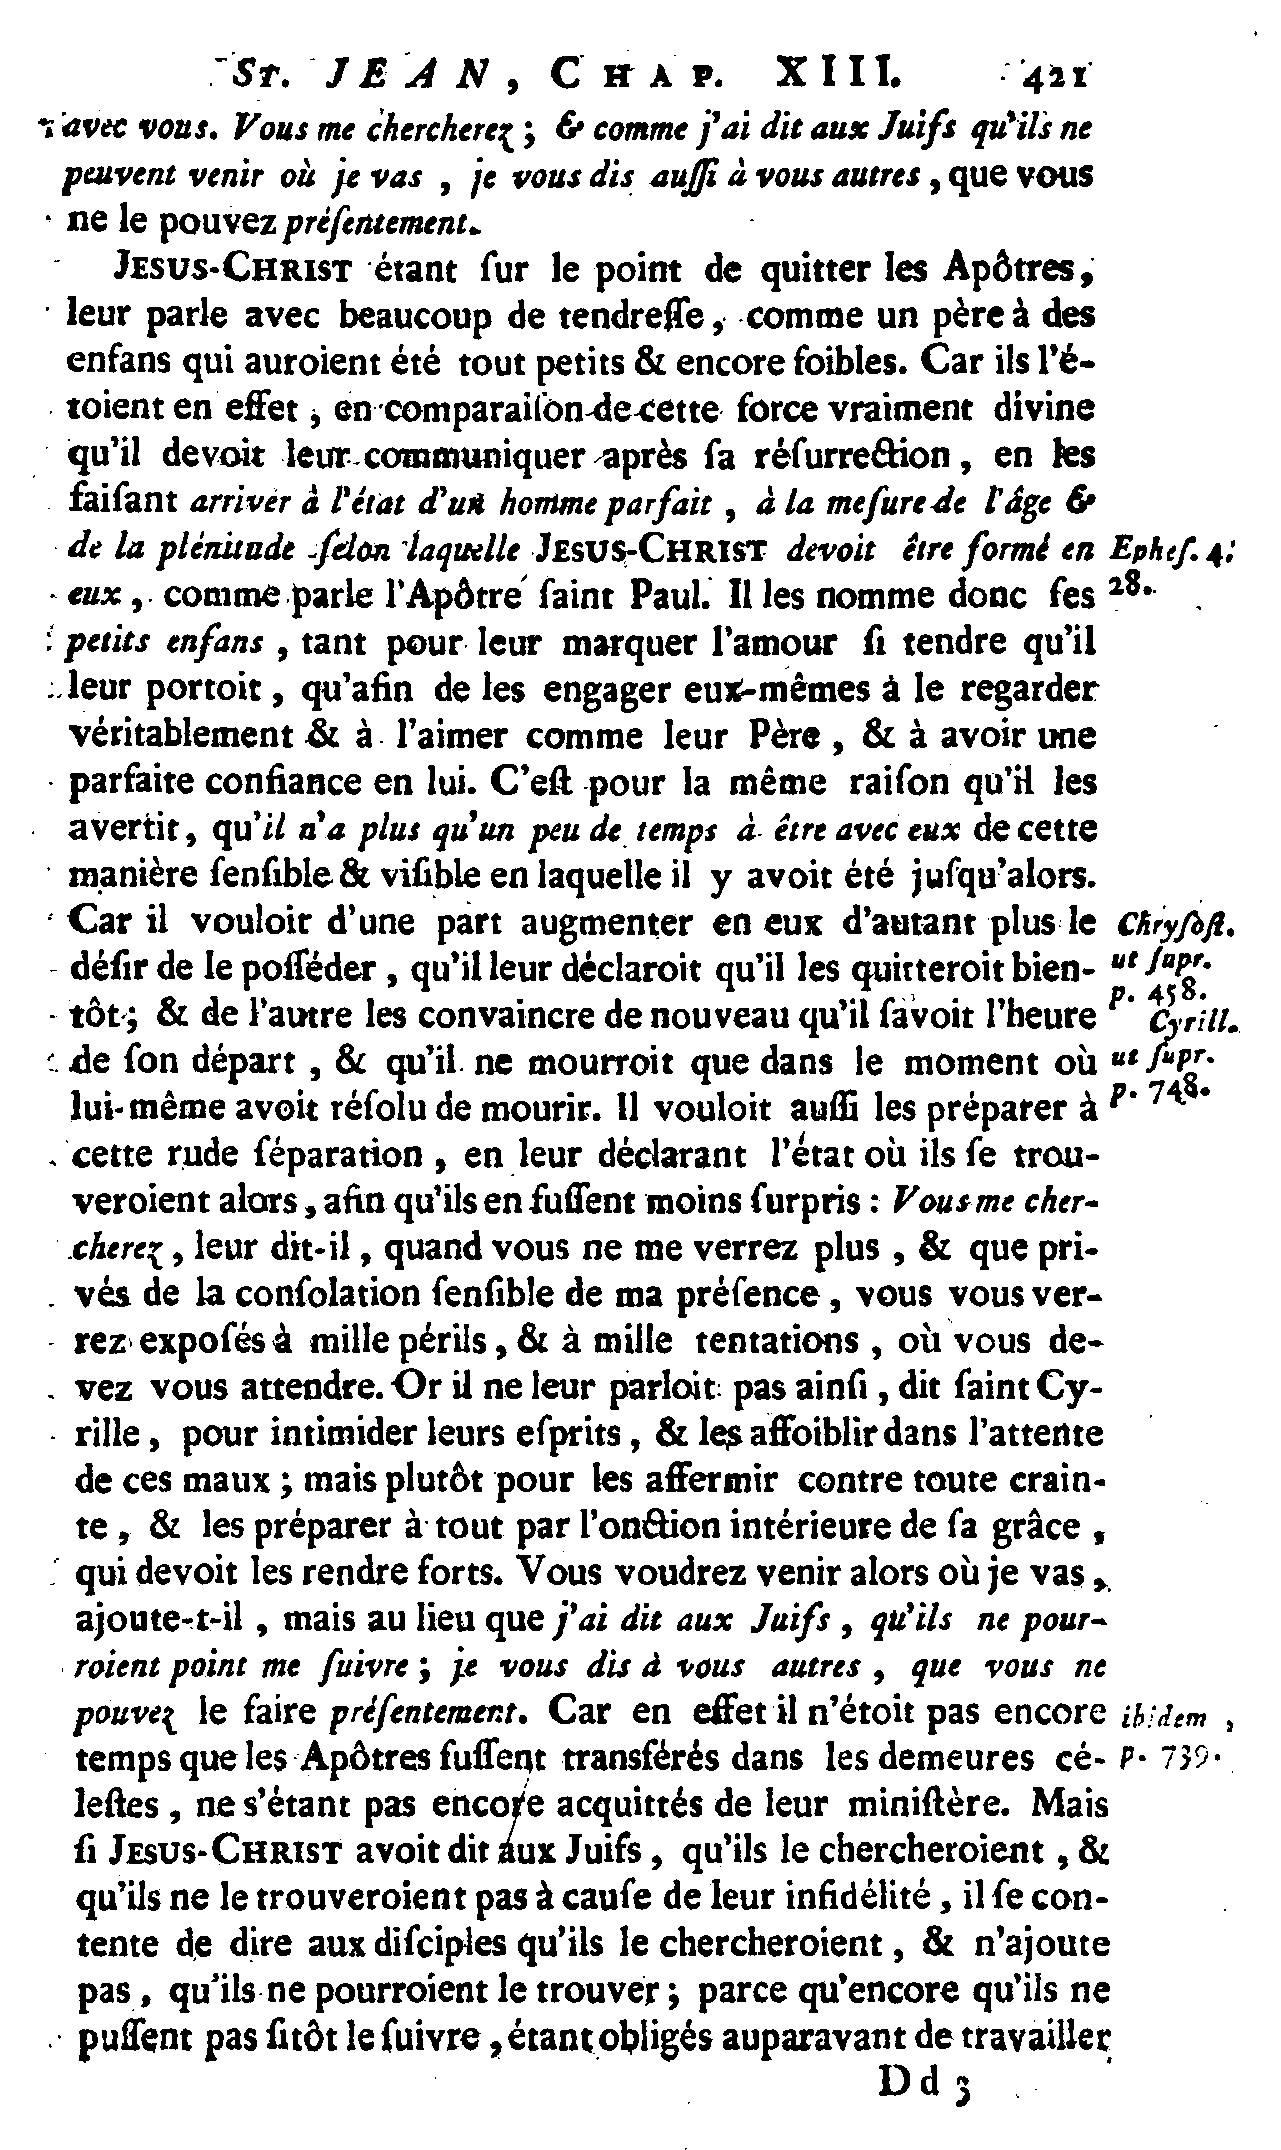 St. JEAN, CHAP. XIII. 421
avec vous. Vous me chercherez ; & comme j'ai dit aux Juifs qu'ils ne
peuvent venir où je vas , je vous dis auſſi à vous autres , que vous
ne le pouvez préſentement.
JESUS-CHRIST étant ſur le point de quitter les Apôtres,
leur parle avec beaucoup de tendreſſe, comme un père à des
enfans qui auroient été tout petits & encore foibles. Car ils l'é-
toient en effet , en comparaiſon de cette force vraiment divine
qu'il devoit leur communiquer après ſa réſurrection , en les
faiſant arriver à l'état d'un homme parfait , à la meſure de l'âge &
de la plénitude ſelon laquelle JESUS-CHRIST devoit être formé en Epheſ. 4.
eux , comme parle l'Apôtre ſaint Paul. Il les nomme donc ſes 28.
petits enfans , tant pour leur marquer l'amour ſi tendre qu'il
leur portoit , qu'afin de les engager eux-mêmes à le regarder
véritablement & à l'aimer comme leur Père , & à avoir une
parfaite confiance en lui. C'eſt pour la même raiſon qu'il les
avertit , qu'il n'a plus qu'un peu de temps à être avec eux de cette
manière ſenſible & viſible en laquelle il y avoit été juſqu'alors.
Car il vouloit d'une part augmenter en eux d'autant plus le Chryſoſt.
déſir de le poſſéder , qu'il leur déclaroit qu'il les quitteroit bien- ut ſupr.
p. 458.
tôt ; & de l'autre les convaincre de nouveau qu'il ſavoit l'heure Cyrill.
de ſon départ , & qu'il ne mourroit que dans le moment où ut ſupr.
lui-même avoit réſolu de mourir. Il vouloit auſſi les préparer à p. 748.
cette rude ſéparation , en leur déclarant l'état où ils ſe trou-
veroient alors , afin qu'ils en fuſſent moins ſurpris : Vous me cher-
cherez , leur dit-il , quand vous ne me verrez plus , & que pri-
vés de la conſolation ſenſible de ma préſence , vous vous ver-
rez expoſés à mille périls , & à mille tentations , où vous de-
vez vous attendre. Or il ne leur parloit pas ainſi , dit ſaint Cy-
rille , pour intimider leurs eſprits , & les affoiblir dans l'attente
de ces maux ; mais plutôt pour les affermir contre toute crain-
te , & les préparer à tout par l'onction intérieure de ſa grâce ,
qui devoit les rendre forts. Vous voudrez venir alors où je vas ,
ajoute-t-il , mais au lieu que j'ai dit aux Juifs , qu'ils ne pour-
roient point me ſuivre ; je vous dis à vous autres , que vous ne
pouvez le faire préſentement. Car en effet il n'étoit pas encore ibidem ,
temps que les Apôtres fuſſent transférés dans les demeures cé- p. 739.
leſtes , ne s'étant pas encore acquittés de leur miniſtère. Mais
ſi JESUS-CHRIST avoit dit aux Juifs , qu'ils le chercheroient , &
qu'ils ne le trouveroient pas à cauſe de leur infidélité , il ſe con-
tente de dire aux diſciples qu'ils le chercheroient , & n'ajoute
pas , qu'ils ne pourroient le trouver ; parce qu'encore qu'ils ne
puſſent pas ſitôt le ſuivre , étant obligés auparavant de travailler
D d 3